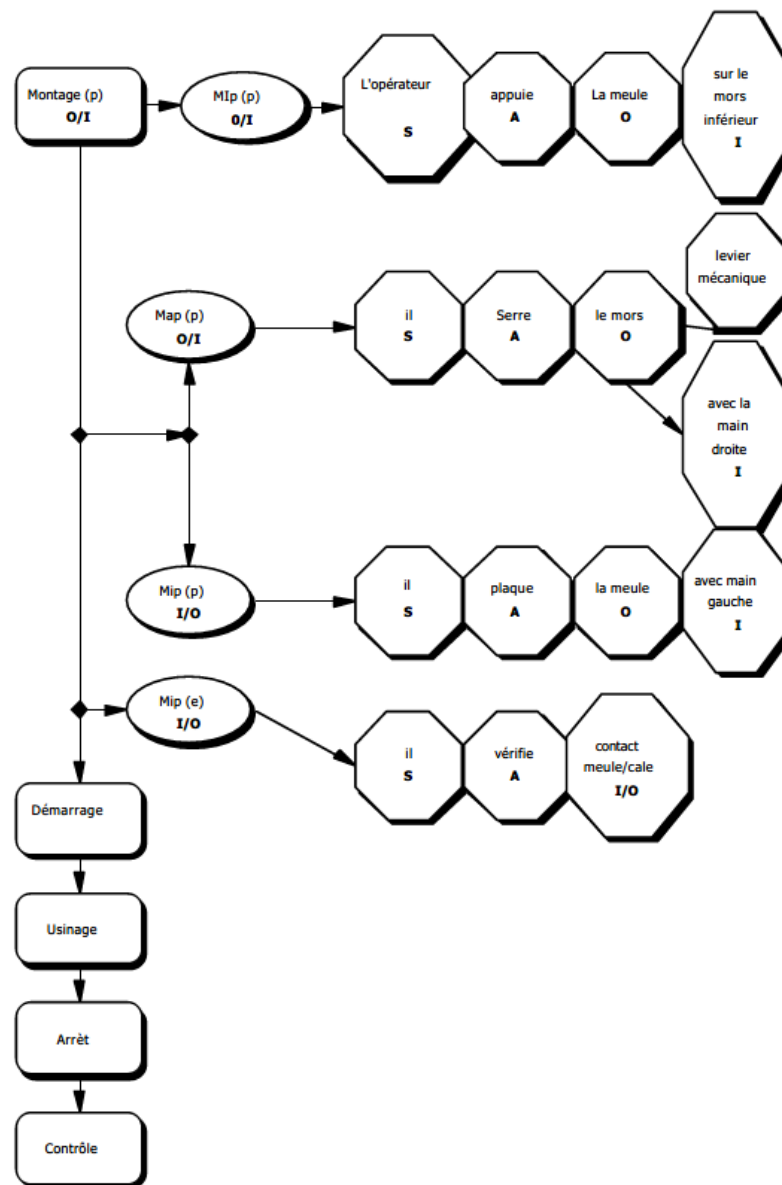 Montage (p)
O/I
MIp (p)
0/I
L'opérateur
S
appuie
A
La meule
O
sur le
mors
inférieur
I
levier
mécanique
Map (p)
O/I
il
S
Serre
A
le mors
O
avec la
main
droite
I
Mip (p)
I/O
il
S
plaque
A
la meule
O
avec main
gauche
I
Mip (e)
I/O
il
S
vérifie
A
contact
meule/cale
I/O
Démarrage
Usinage
Arrèt
Contrôle